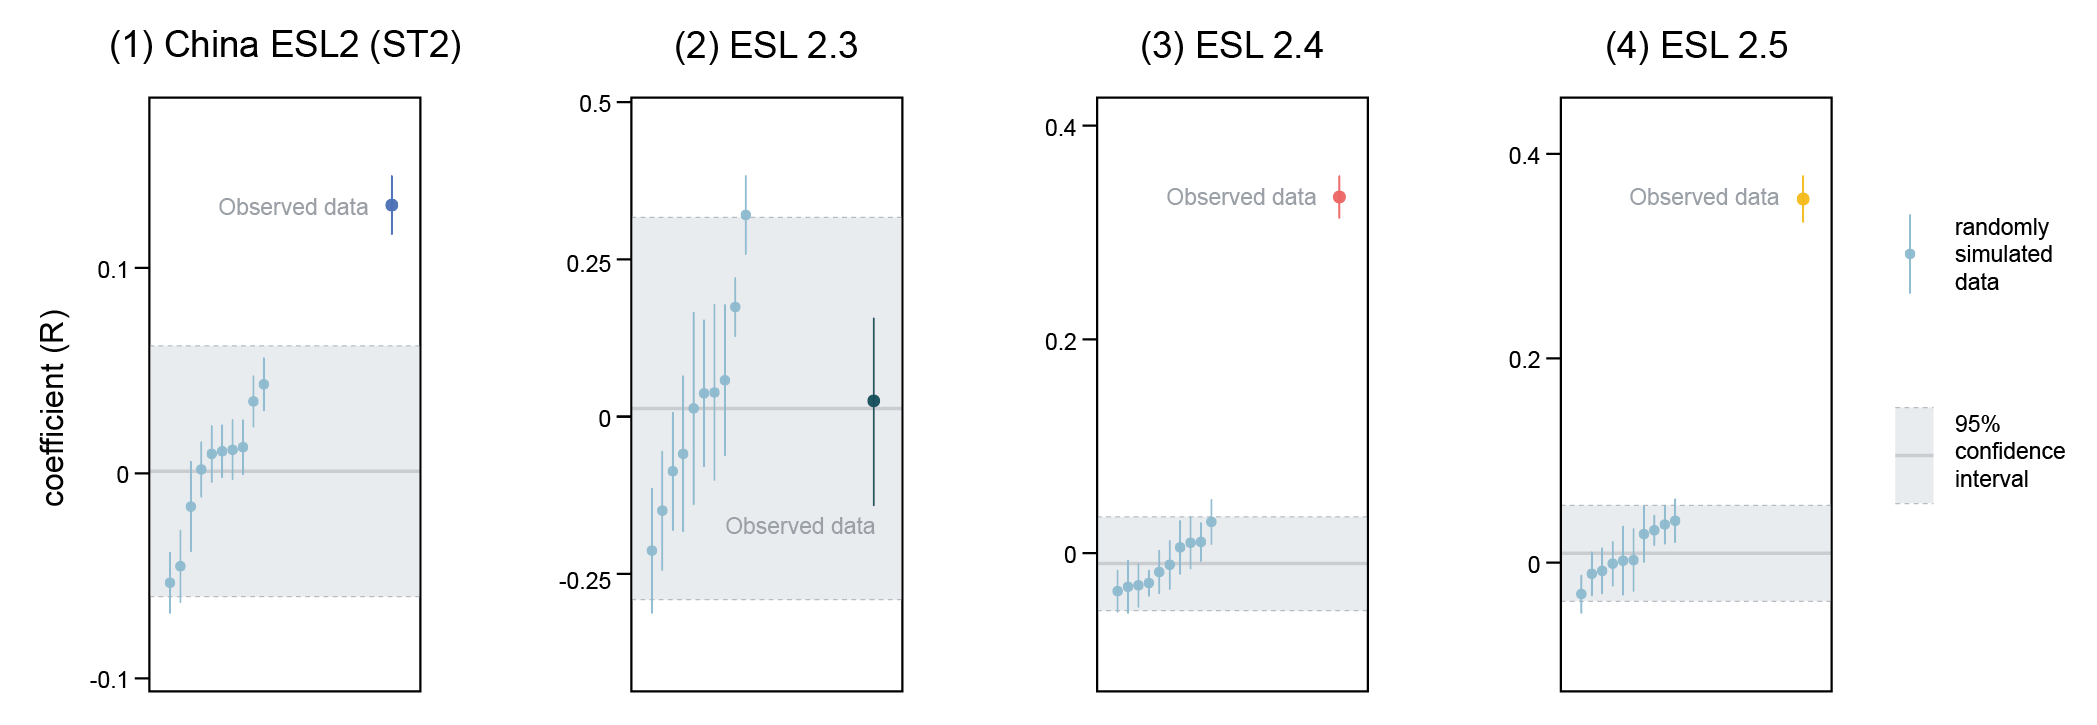 (1) China ESL2 (ST2)
(2) ESL 2.3
(3) ESL 2.4
(4) ESL 2.5
coefficient (R)
0.1
0
-0.1
Observed data
0.5
0.25
0
-0.25
Observed data
0.4
0.2
0
Observed data
0.4
0.2
0
Observed data
randomly
simulated
data
95%
confidence
interval